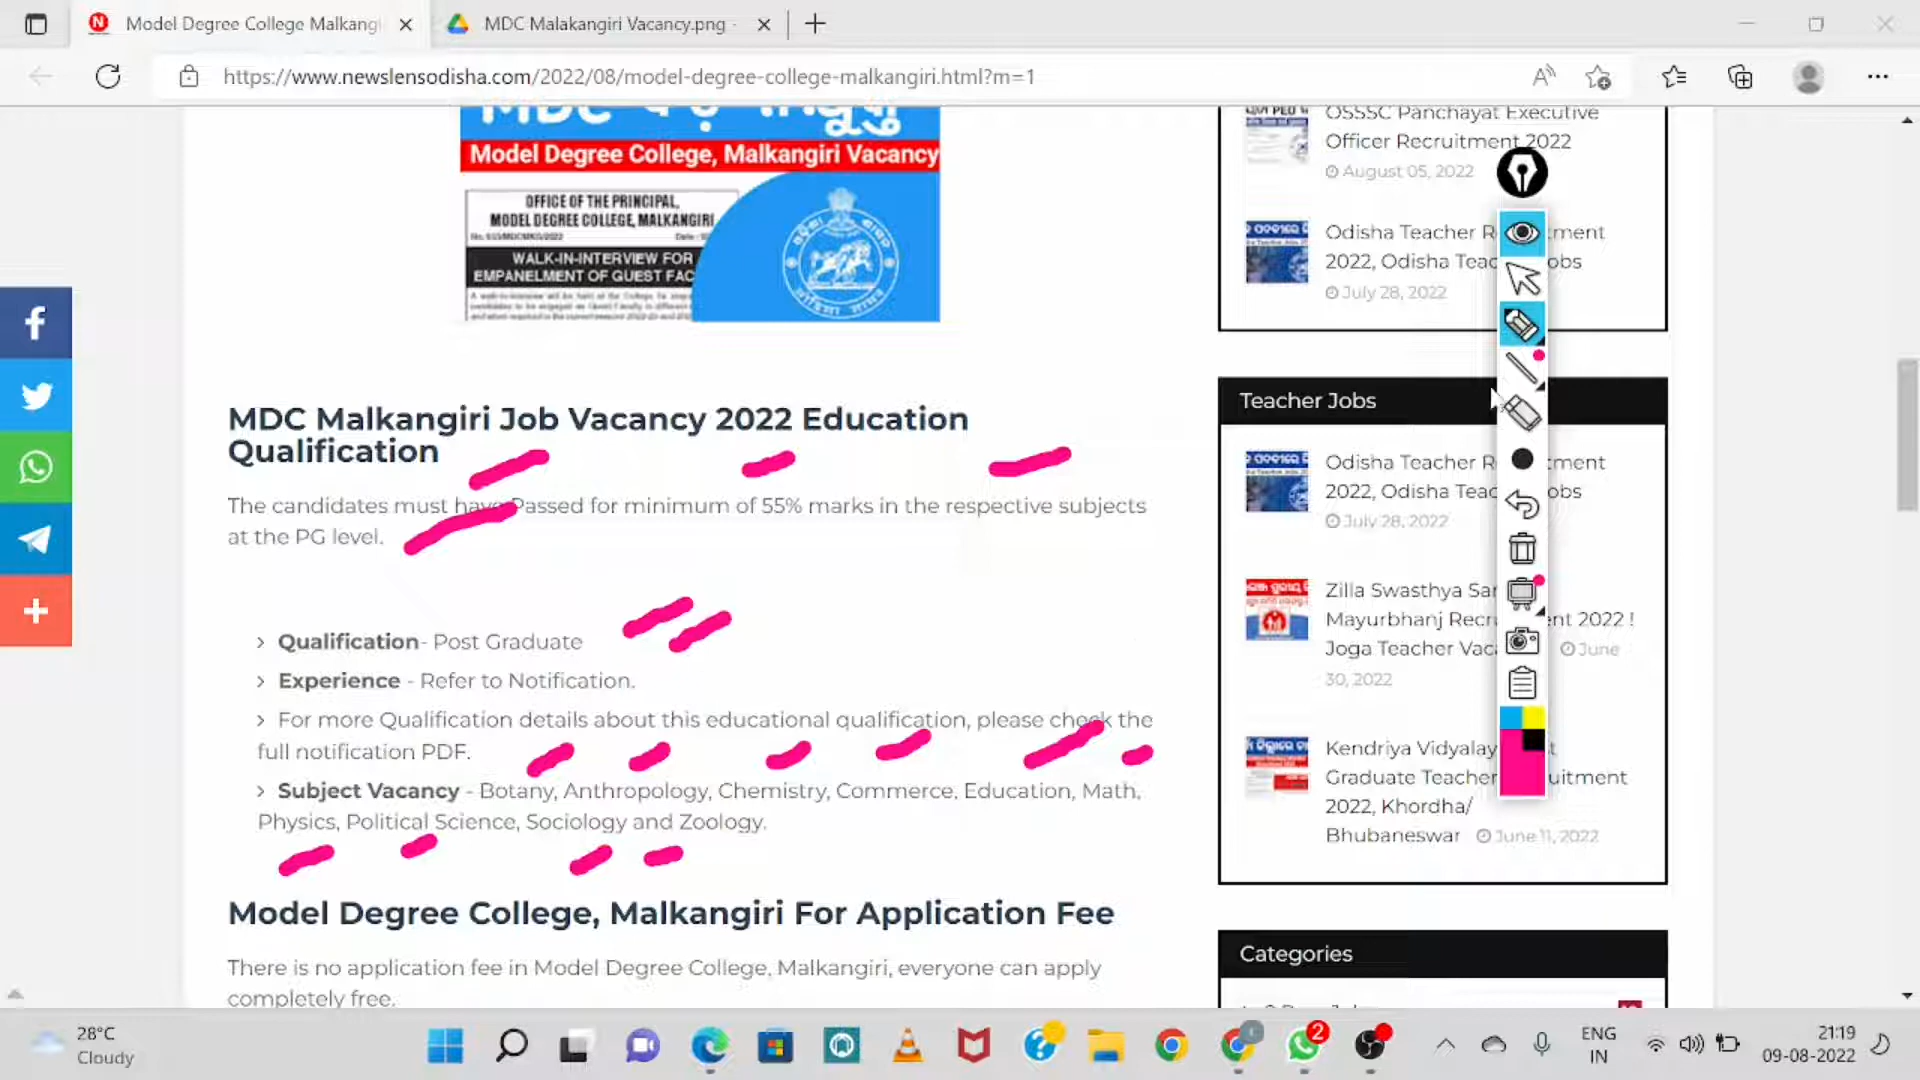 Model Degree College Malkangi
MDC Malakangiri Vacancy.png -
https://www.newslensodisha.com/2022/08/model-degree-college-malkangiri.html?m=1
MDC
Model Degree College, Malkangiri Vacancy
OFFICE OF THE PRINCIPAL,
MODEL DEGREE COLLEGE, MALKANGIRI
WALK-IN-INTERVIEW FOR
EMPANELMENT OF GUEST FAC
MDC Malkangiri Job Vacancy 2022 Education
Qualification
The candidates must have Passed for minimum of 55% marks in the respective subjects
at the PG level.
> Qualification- Post Graduate
> Experience - Refer to Notification.
> For more Qualification details about this educational qualification, please check the
full notification PDF.
> Subject Vacancy - Botany, Anthropology, Chemistry, Commerce, Education, Math,
Physics, Political Science, Sociology and Zoology.
Model Degree College, Malkangiri For Application Fee
There is no application fee in Model Degree College, Malkangiri, everyone can apply
completely free.
OSSSC Panchayat Executive
Officer Recruitment 2022
August 05, 2022
Odisha Teacher R tment
2022, Odisha Teac obs
July 28, 2022
Teacher Jobs
Odisha Teacher R tment
2022, Odisha Teac obs
July 28, 2022
Zilla Swasthya Sa
Mayurbhanj Recr ent 2022 !
Joga Teacher Vac June
30, 2022
Kendriya Vidyalay t
Graduate Teacher uitment
2022, Khordha/
Bhubaneswar June 11, 2022
Categories
28°C
Cloudy
2
ENG
IN
21:19
09-08-2022